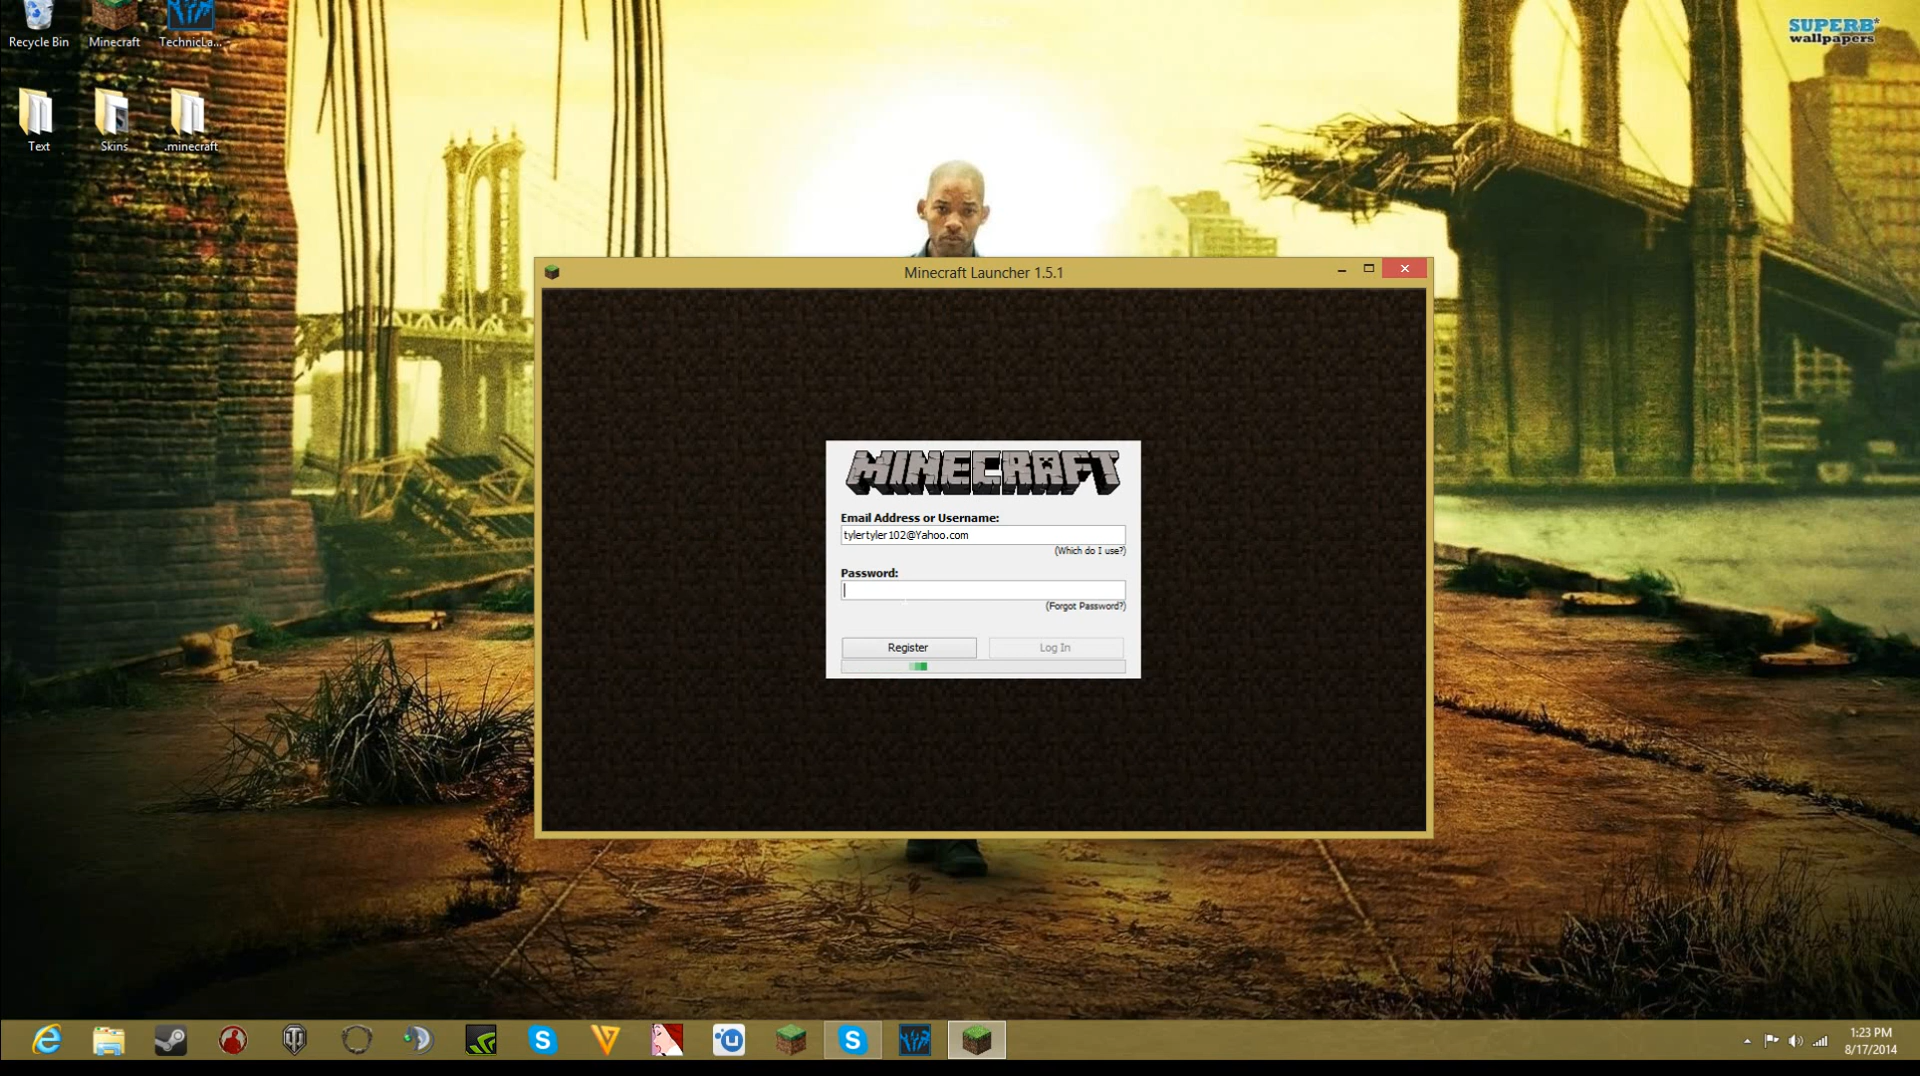 SUPERB*
wallpapers
Recycle Bin
Minecraft
TechnicLa...
Text
Skins
.minecraft
Minecraft Launcher 1.5.1
MINECRAFT
Email Address or Username:
tylertyler102@Yahoo.com
(Which do I use?)
Password:
(Forgot Password?)
Register
Log In
1:23 PM
8/17/2014